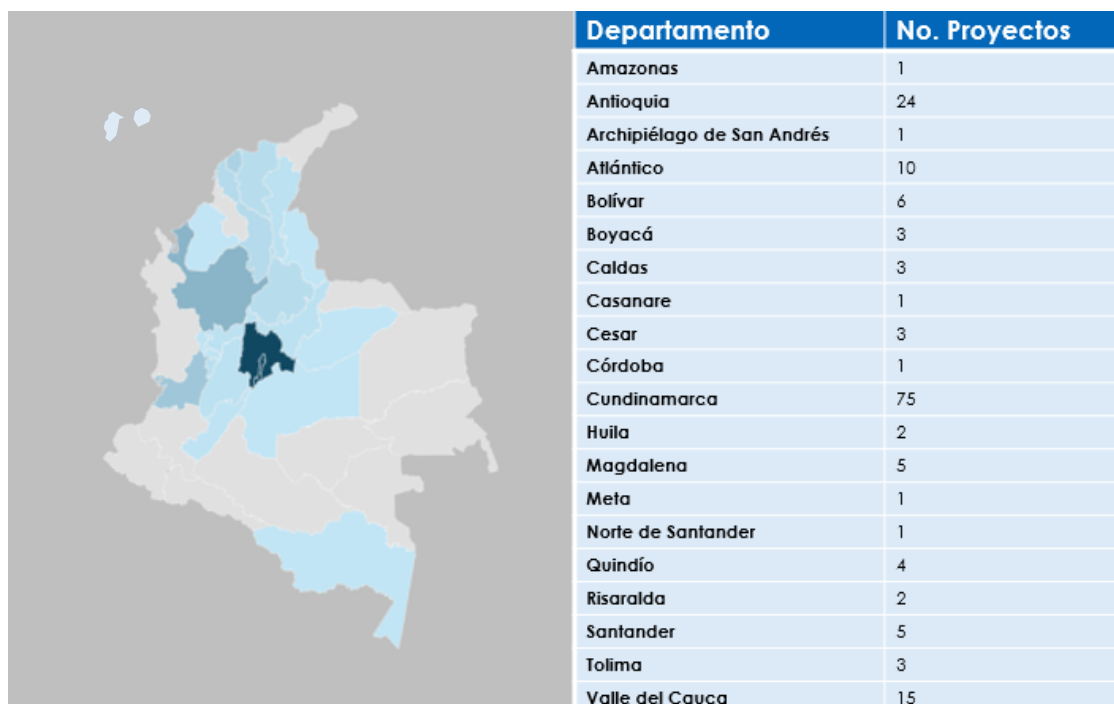 Departamento No. Proyectos
Amazonas 1
Antioquia 24
Archipiélago de San Andrés 1
Atlántico 10
Bolívar 6
Boyacá 3
Caldas 3
Casanare 1
Cesar 3
Córdoba 1
Cundinamarca 75
Huila 2
Magdalena 5
Meta 1
Norte de Santander 1
Quindío 4
Risaralda 2
Santander 5
Tolima 3
Valle del Cauca 15